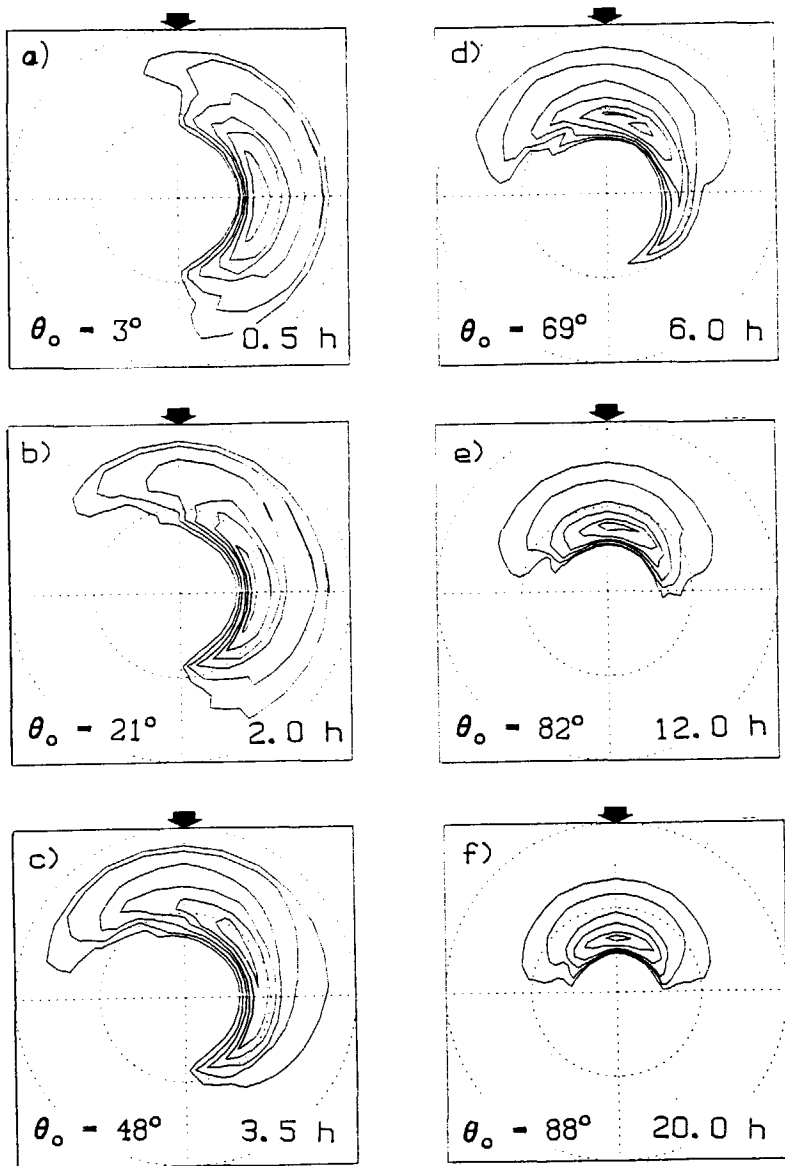 a)
θₒ - 3°
0.5 h
b)
θₒ - 21°
2.0 h
c)
θₒ - 48°
3.5 h
d)
θₒ - 69°
6.0 h
e)
θₒ - 82°
12.0 h
f)
θₒ - 88°
20.0 h